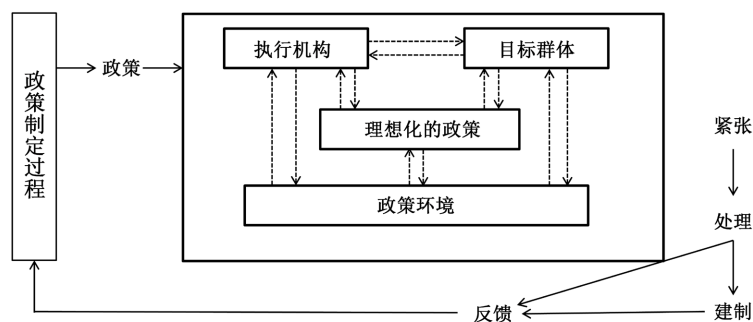 政策制定过程
政策
执行机构
目标群体
理想化的政策
政策环境
紧张
处理
建制
反馈